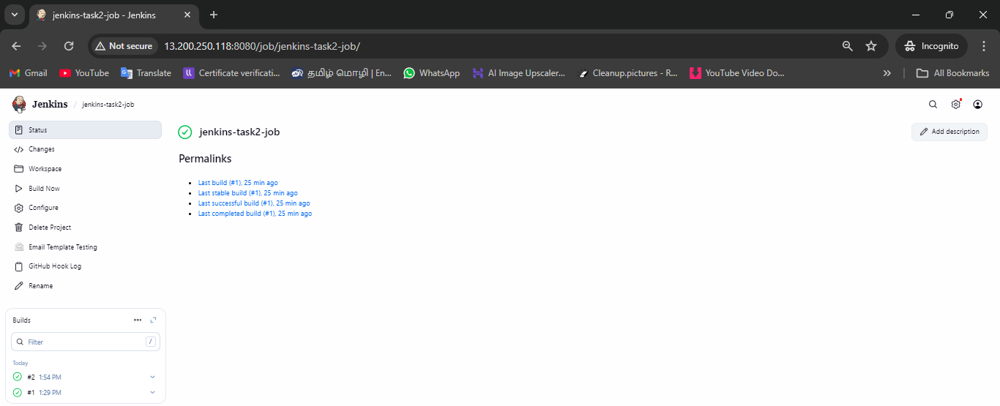 jenkins-task2-job - Jenkins
Not secure 13.200.250.118:8080/job/jenkins-task2-job/ Incognito
Gmail YouTube Translate Certificate verificati... தமிழ் மொழி | En... WhatsApp AI Image Upscaler... Cleanup.pictures - R... YouTube Video Do... » All Bookmarks
Jenkins / jenkins-task2-job
Status
Changes
Workspace
Build Now
Configure
Delete Project
Email Template Testing
GitHub Hook Log
Rename
Builds
Filter /
Today
#2 1:54 PM
#1 1:29 PM
jenkins-task2-job
Add description
Permalinks
Last build (#1), 25 min ago
Last stable build (#1), 25 min ago
Last successful build (#1), 25 min ago
Last completed build (#1), 25 min ago